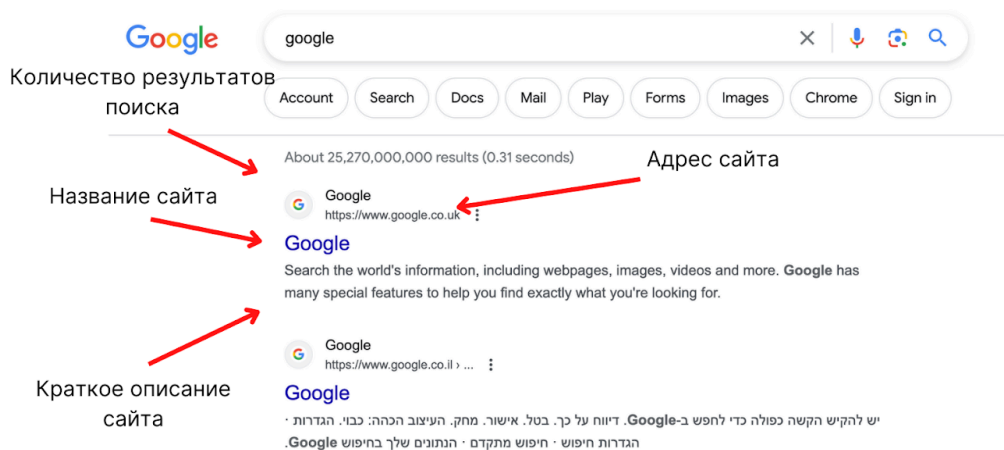 Google
google
Количество результатов
поиска
Account Search Docs Mail Play Forms Images Chrome Sign in
About 25,270,000,000 results (0.31 seconds)
Адрес сайта
Название сайта
G
Google
https://www.google.co.uk
Google
Search the world's information, including webpages, images, videos and more. Google has
many special features to help you find exactly what you're looking for.
Краткое описание
сайта
G
Google
https://www.google.co.il › ...
Google
יש להקיש הקשה כפולה כדי לחפש ב-Google. דיווח על כך. בטל. אישור. מחק. העיצוב הכהה: כבוי. הגדרות ·
הגדרות חיפוש · חיפוש מתקדם · הנתונים שלך בחיפוש Google.